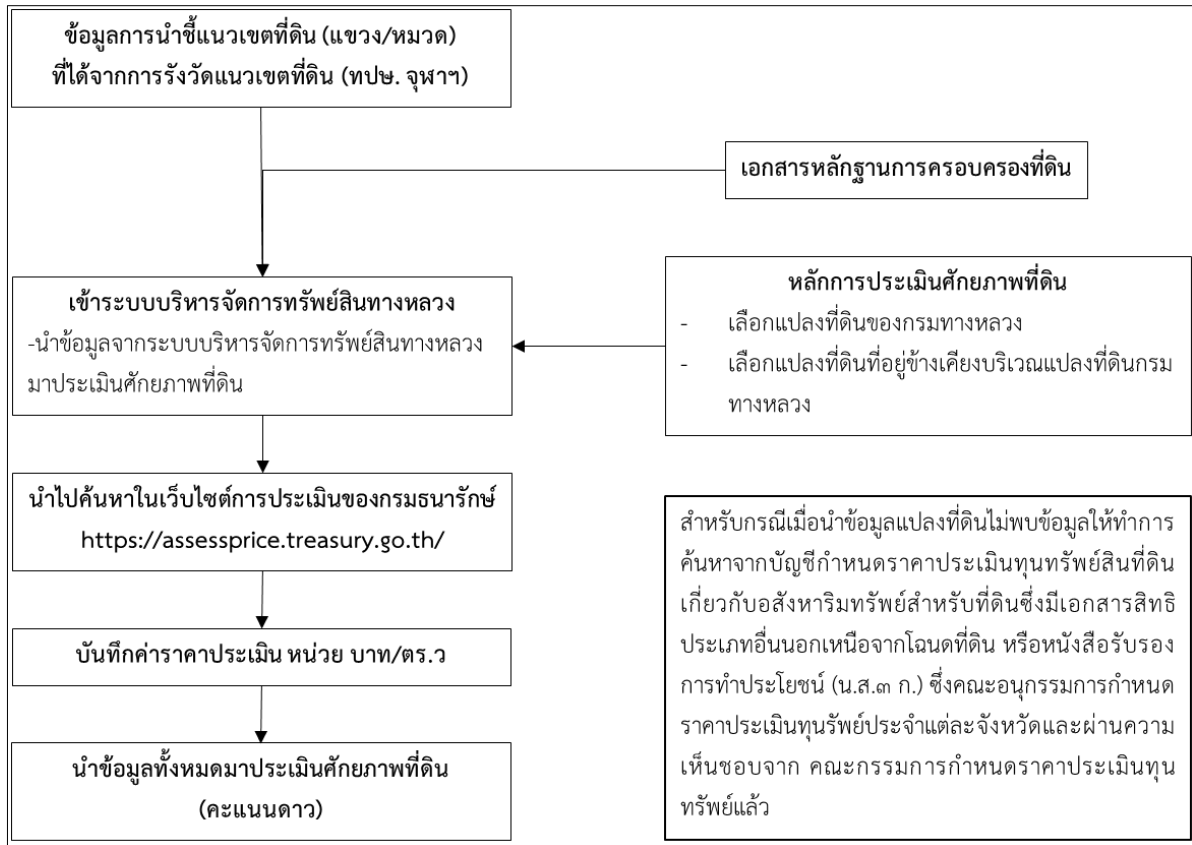 ข้อมูลการนำชี้แนวเขตที่ดิน (แขวง/หมวด)
ที่ได้จากการรังวัดแนวเขตที่ดิน (ทปษ. จุฬาฯ)
เอกสารหลักฐานการครอบครองที่ดิน
เข้าระบบบริหารจัดการทรัพย์สินทางหลวง
-นำข้อมูลจากระบบบริหารจัดการทรัพย์สินทางหลวง
มาประเมินศักยภาพที่ดิน
หลักการประเมินศักยภาพที่ดิน
- เลือกแปลงที่ดินของกรมทางหลวง
- เลือกแปลงที่ดินที่อยู่ข้างเคียงบริเวณแปลงที่ดินกรม
ทางหลวง
นำไปค้นหาในเว็บไซต์การประเมินของกรมธนารักษ์
https://assessprice.treasury.go.th/
บันทึกค่าราคาประเมิน หน่วย บาท/ตร.ว
นำข้อมูลทั้งหมดมาประเมินศักยภาพที่ดิน
(คะแนนดาว)
สำหรับกรณีเมื่อนำข้อมูลแปลงที่ดินไม่พบข้อมูลให้ทำการ
ค้นหาจากบัญชีกำหนดราคาประเมินทุนทรัพย์สินที่ดิน
เกี่ยวกับอสังหาริมทรัพย์สำหรับที่ดินซึ่งมีเอกสารสิทธิ
ประเภทอื่นนอกเหนือจากโฉนดที่ดิน หรือหนังสือรับรอง
การทำประโยชน์ (น.ส.๓ ก.) ซึ่งคณะอนุกรรมการกำหนด
ราคาประเมินทุนรัพย์ประจำแต่ละจังหวัดและผ่านความ
เห็นชอบจาก คณะกรรมการกำหนดราคาประเมินทุน
ทรัพย์แล้ว